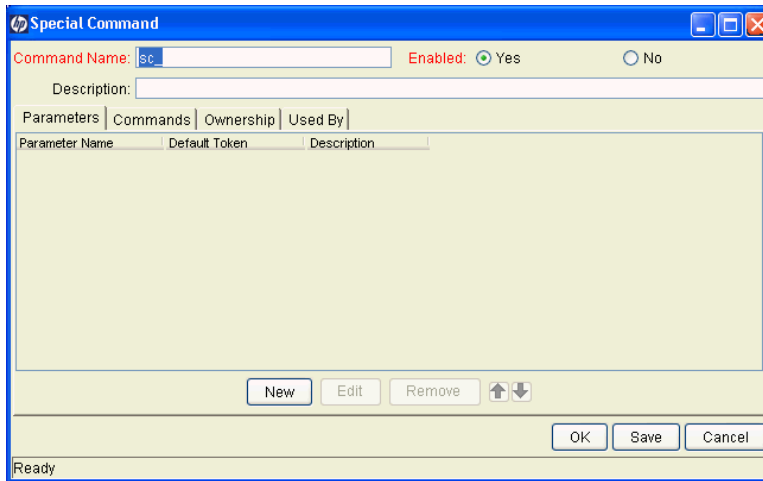 hp Special Command
Command Name: sc_ Enabled: Yes No
Description:
Parameters Commands Ownership Used By
Parameter Name Default Token Description
New Edit Remove
OK Save Cancel
Ready